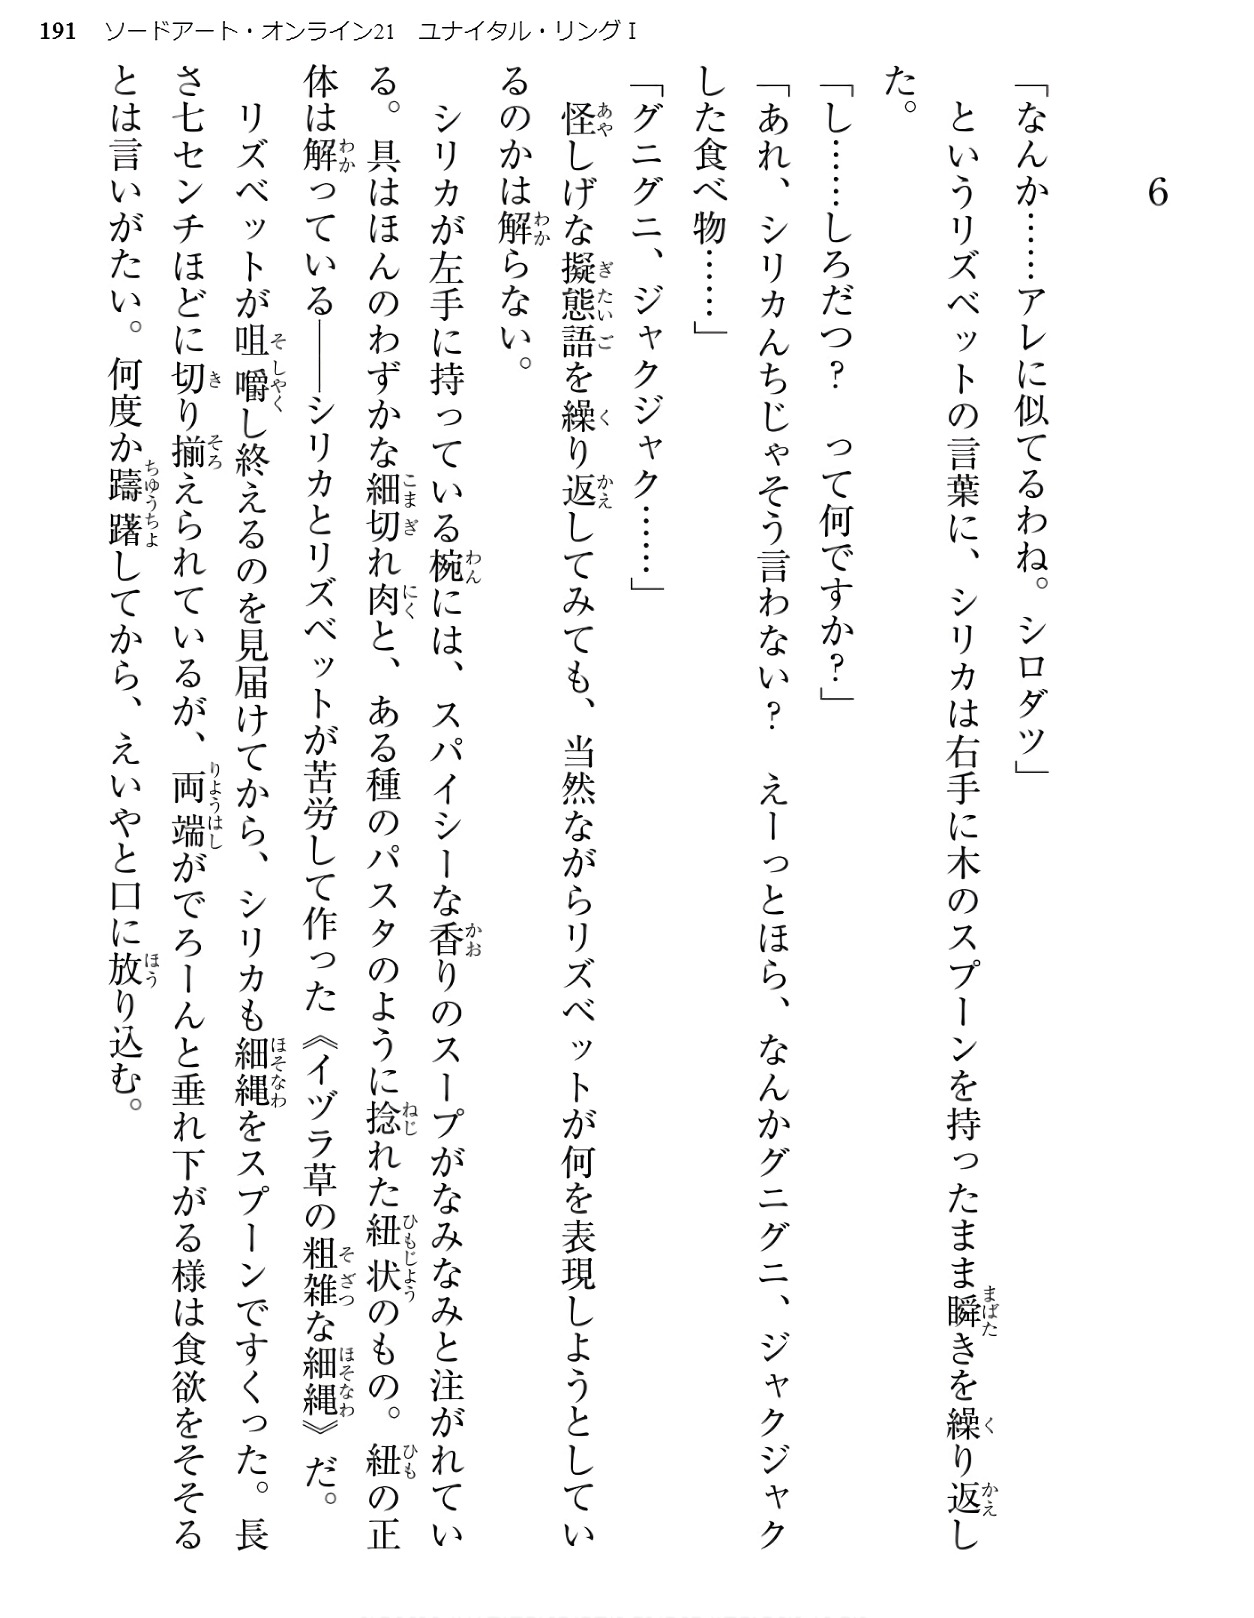 191 ソードアート・オンライン21 ユナイタル・リングⅠ
6
「なんか……アレに似てるわね。シロダツ」
というリズベットの言葉に、シリカは右手に木のスプーンを持ったまま瞬きを繰り返し
た。
「し……しろだつ? って何ですか?」
「あれ、シリカんちじゃそう言わない? えーっとほら、なんかグニグニ、ジャクジャク
した食べ物……」
「グニグニ、ジャクジャク……」
怪しげな擬態語を繰り返してみても、当然ながらリズベットが何を表現しようとしてい
るのかは解らない。
シリカが左手に持っている椀には、スパイシーな香りのスープがなみなみと注がれてい
る。具はほんのわずかな細切れ肉と、ある種のパスタのように捻れた紐状のもの。紐の正
体は解っている——シリカとリズベットが苦労して作った《イヅラ草の粗雑な細縄》だ。
リズベットが咀嚼し終えるのを見届けてから、シリカも細縄をスプーンですくった。長
さ七センチほどに切り揃えられているが、両端がでろーんと垂れ下がる様は食欲をそそる
とは言いがたい。何度か躊躇してから、えいやと口に放り込む。